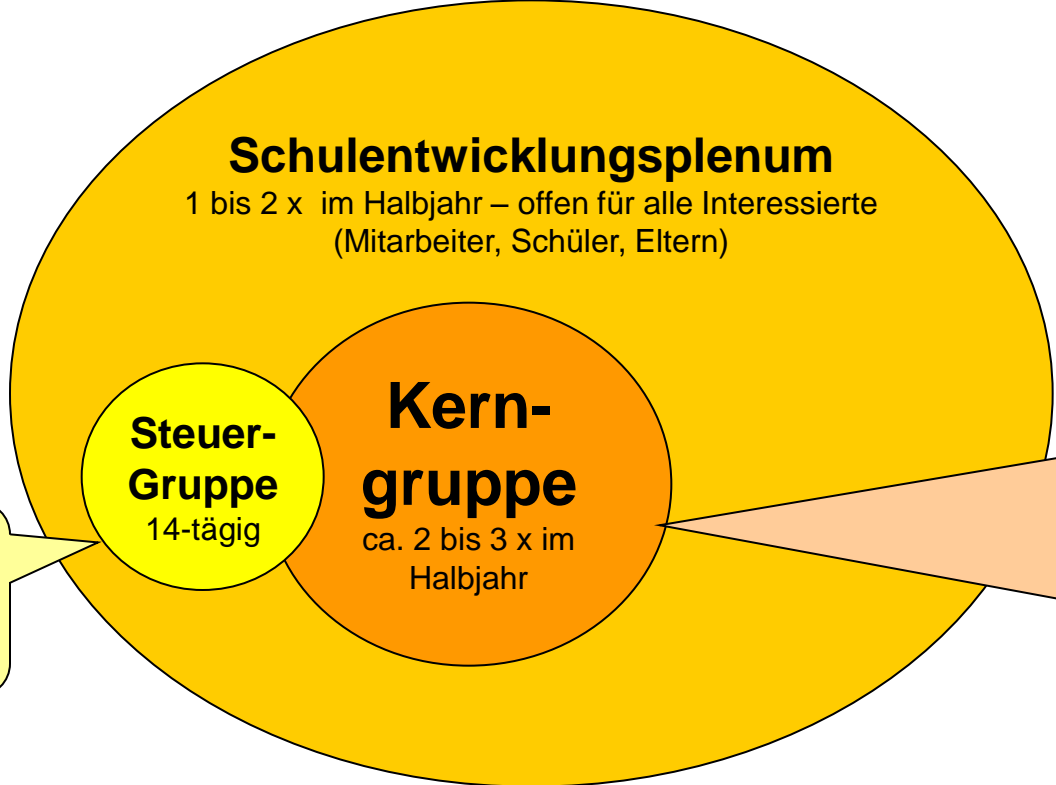 Schulentwicklungsplenum
1 bis 2 x  im Halbjahr – offen für alle Interessierte
(Mitarbeiter, Schüler, Eltern)
Steuer-
Gruppe
14-tägig
Kern-
gruppe
ca. 2 bis 3 x im
Halbjahr